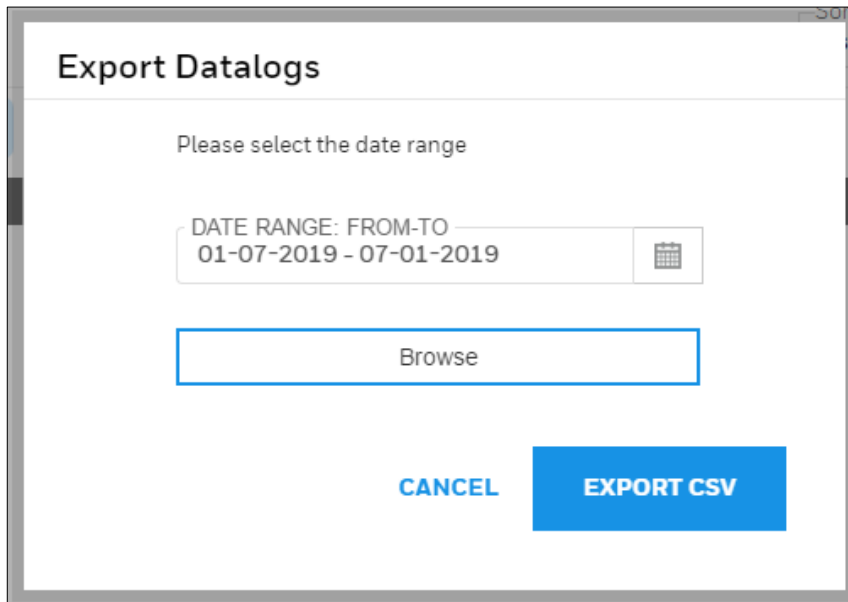 Export Datalogs
Please select the date range
DATE RANGE: FROM-TO
01-07-2019 - 07-01-2019
Browse
CANCEL
EXPORT CSV